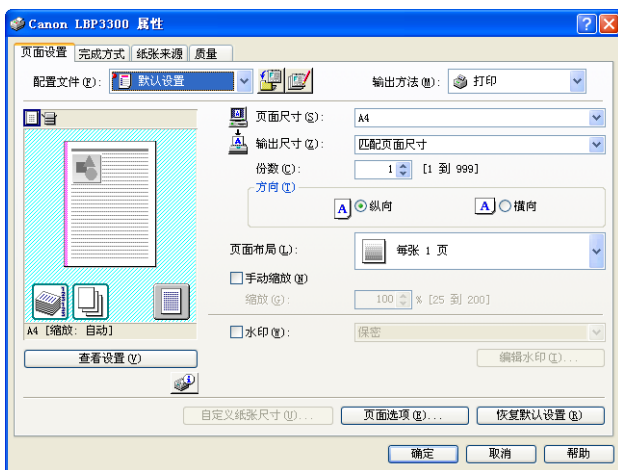 Canon LBP3300 属性
页面设置 完成方式 纸张来源 质量
配置文件(F): 默认设置 输出方法(M): 打印
页面尺寸(S): A4
输出尺寸(Z): 匹配页面尺寸
份数(C): 1 [1 到 999]
方向(T)
A 纵向 A 横向
页面布局(L): 每张 1 页
手动缩放(N)
缩放(G): 100 % [25 到 200]
A4 [缩放: 自动]
水印(W): 保密
查看设置(V) 编辑水印(I)...
自定义纸张尺寸(U)... 页面选项(E)... 恢复默认设置(R)
确定 取消 帮助